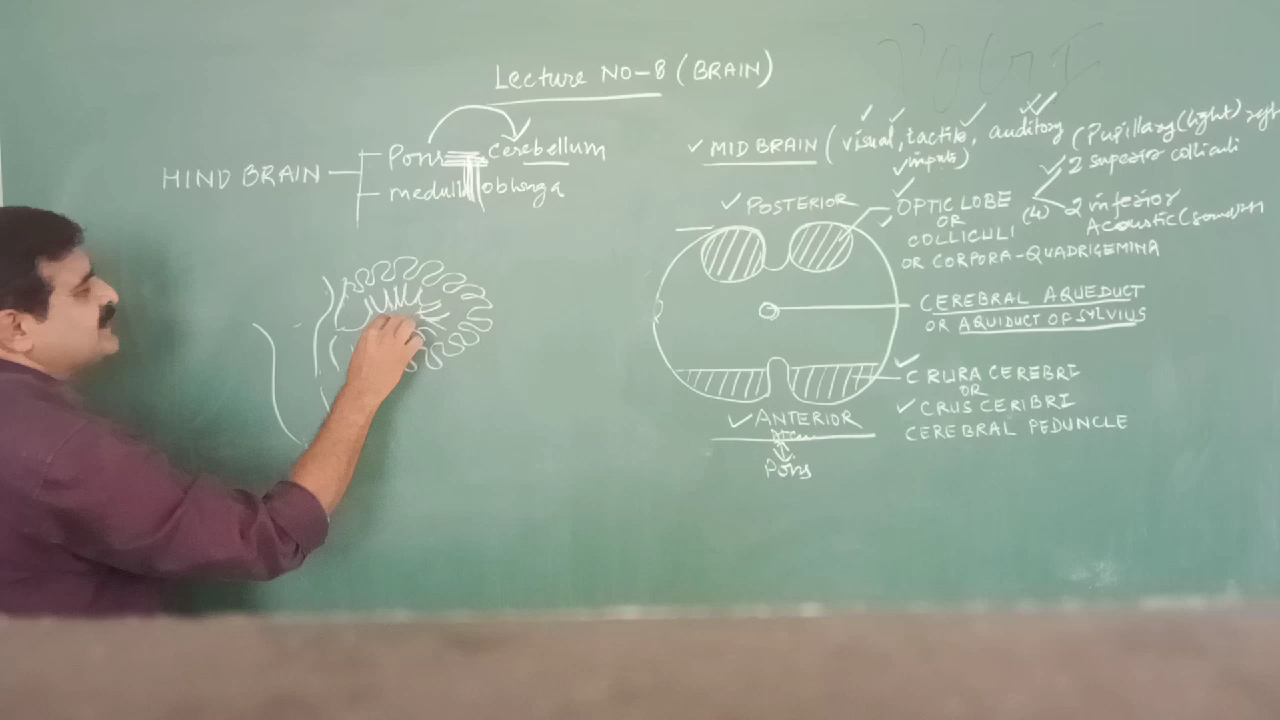 Lecture NO-8 (BRAIN)
HIND BRAIN
Pons
Cerebellum
medulla oblonga
✓ MID BRAIN (visual, tactile, auditory
inputs)
(Pupillary (light) refl
2 superior colliculi
2 inferior
Acoustic (sound)
✓ POSTERIOR
OPTIC LOBE
OR
COLLICULI (4)
OR CORPORA-QUADRIGEMINA
CEREBRAL AQUEDUCT
OR AQUIDUCT OF SYLVIUS
CRURA CEREBRI
OR
✓ CRUS CERIBRI
CEREBRAL PEDUNCLE
✓ ANTERIOR
Pons